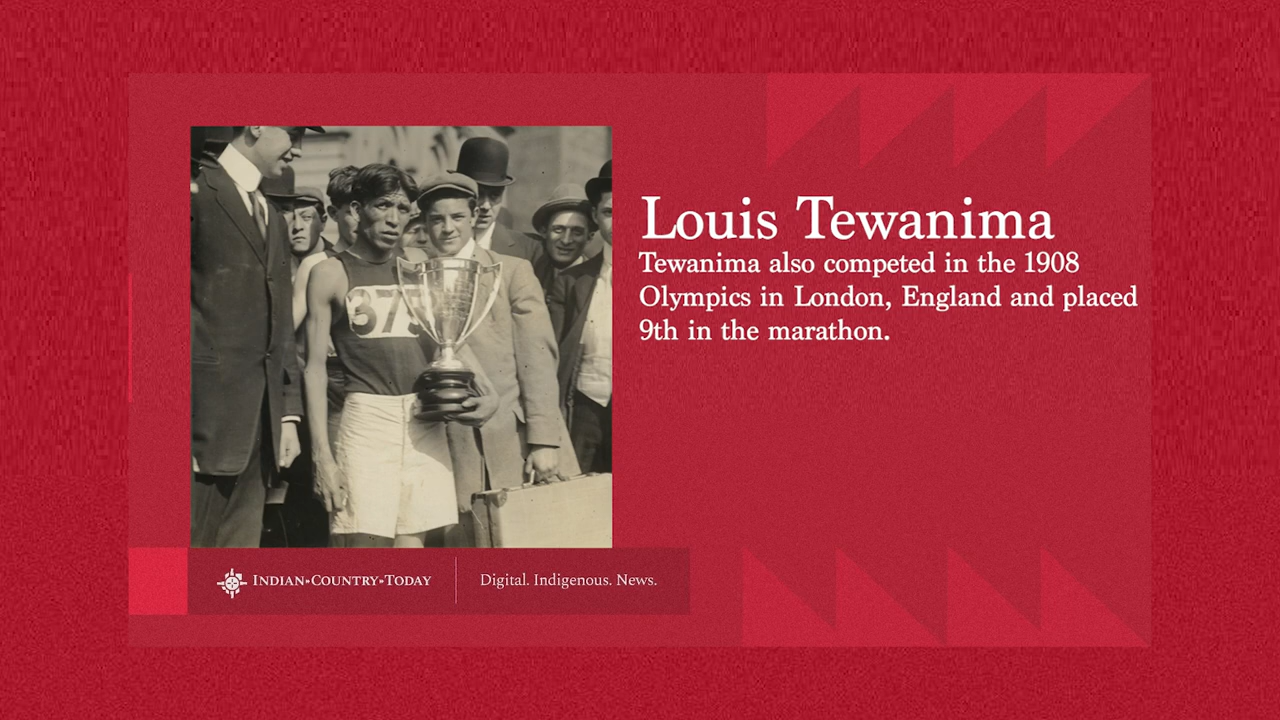 375
Louis Tewanima
Tewanima also competed in the 1908
Olympics in London, England and placed
9th in the marathon.
INDIAN»COUNTRY»TODAY
Digital. Indigenous. News.